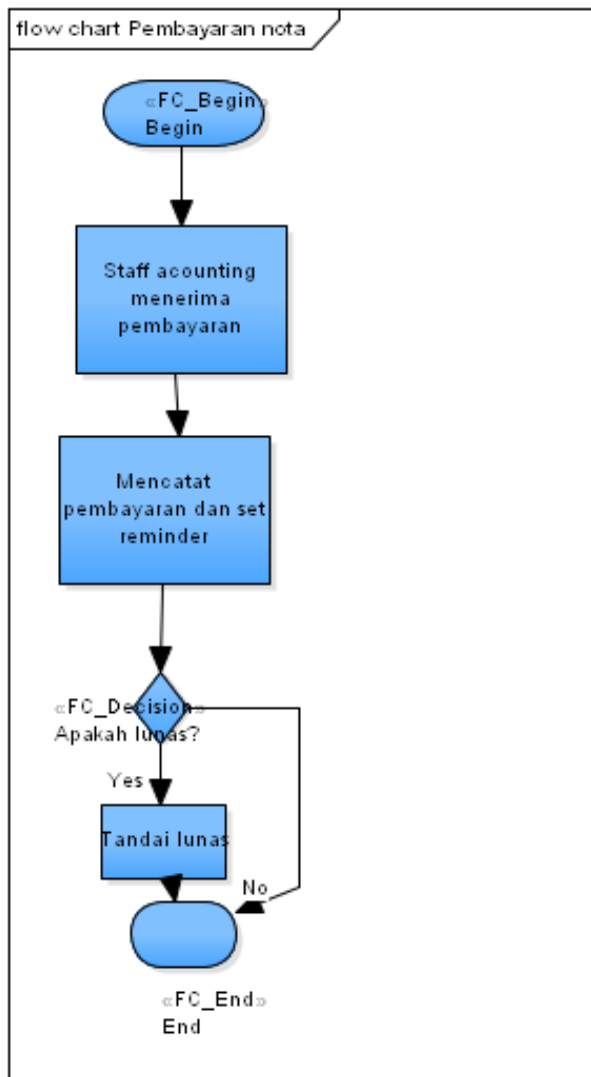 flow chart Pembayaran nota
«FC_Begin»
Begin
Staff acounting
menerima
pembayaran
Mencatat
pembayaran dan set
reminder
«FC_Decision»
Apakah lunas?
Yes
Tandai lunas
No
«FC_End»
End